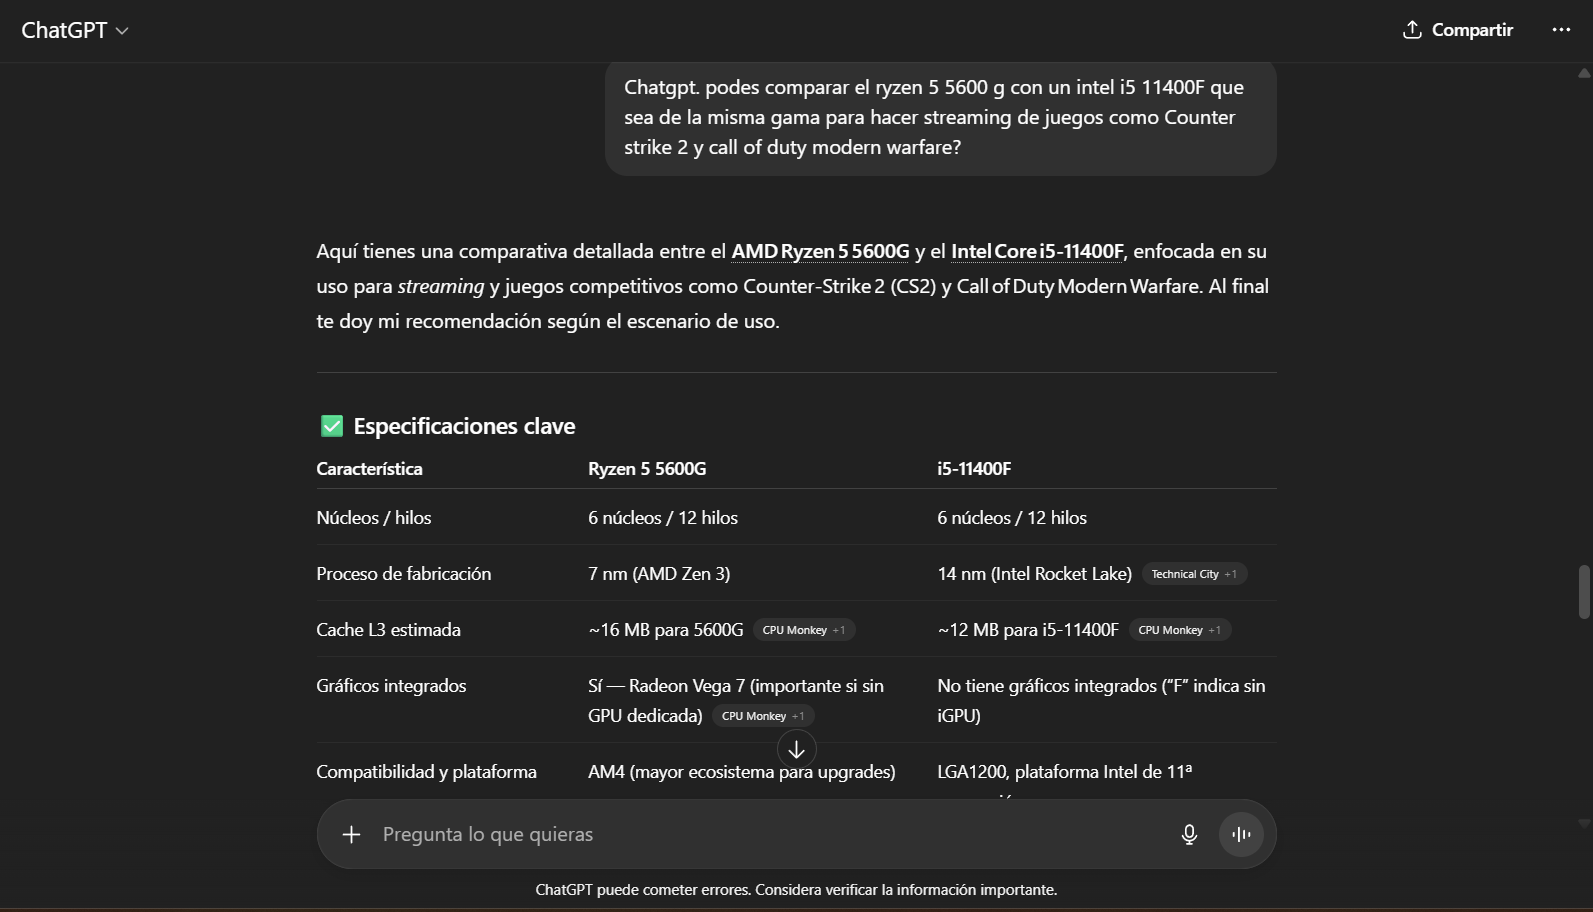 ChatGPT
Compartir
Chatgpt. podes comparar el ryzen 5 5600 g con un intel i5 11400F que
sea de la misma gama para hacer streaming de juegos como Counter
strike 2 y call of duty modern warfare?
Aquí tienes una comparativa detallada entre el AMD Ryzen 5 5600G y el Intel Core i5-11400F, enfocada en su
uso para streaming y juegos competitivos como Counter-Strike 2 (CS2) y Call of Duty Modern Warfare. Al final
te doy mi recomendación según el escenario de uso.
✅ Especificaciones clave
Característica Ryzen 5 5600G i5-11400F
Núcleos / hilos 6 núcleos / 12 hilos 6 núcleos / 12 hilos
Proceso de fabricación 7 nm (AMD Zen 3) 14 nm (Intel Rocket Lake) Technical City +1
Cache L3 estimada ~16 MB para 5600G CPU Monkey +1 ~12 MB para i5-11400F CPU Monkey +1
Gráficos integrados Sí — Radeon Vega 7 (importante si sin No tiene gráficos integrados (“F” indica sin
GPU dedicada) CPU Monkey +1 iGPU)
Compatibilidad y plataforma AM4 (mayor ecosistema para upgrades) LGA1200, plataforma Intel de 11ª
Pregunta lo que quieras
ChatGPT puede cometer errores. Considera verificar la información importante.